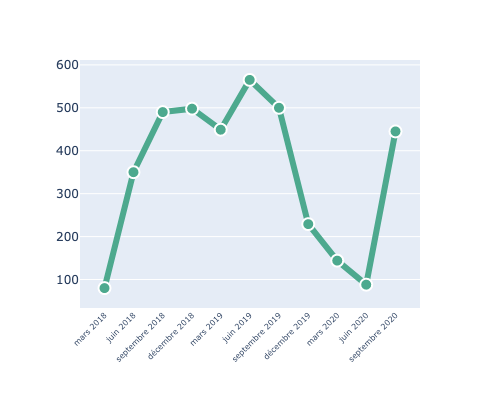 600
500
400
300
200
100
mars 2018
juin 2018
septembre 2018
décembre 2018
mars 2019
juin 2019
septembre 2019
décembre 2019
mars 2020
juin 2020
septembre 2020